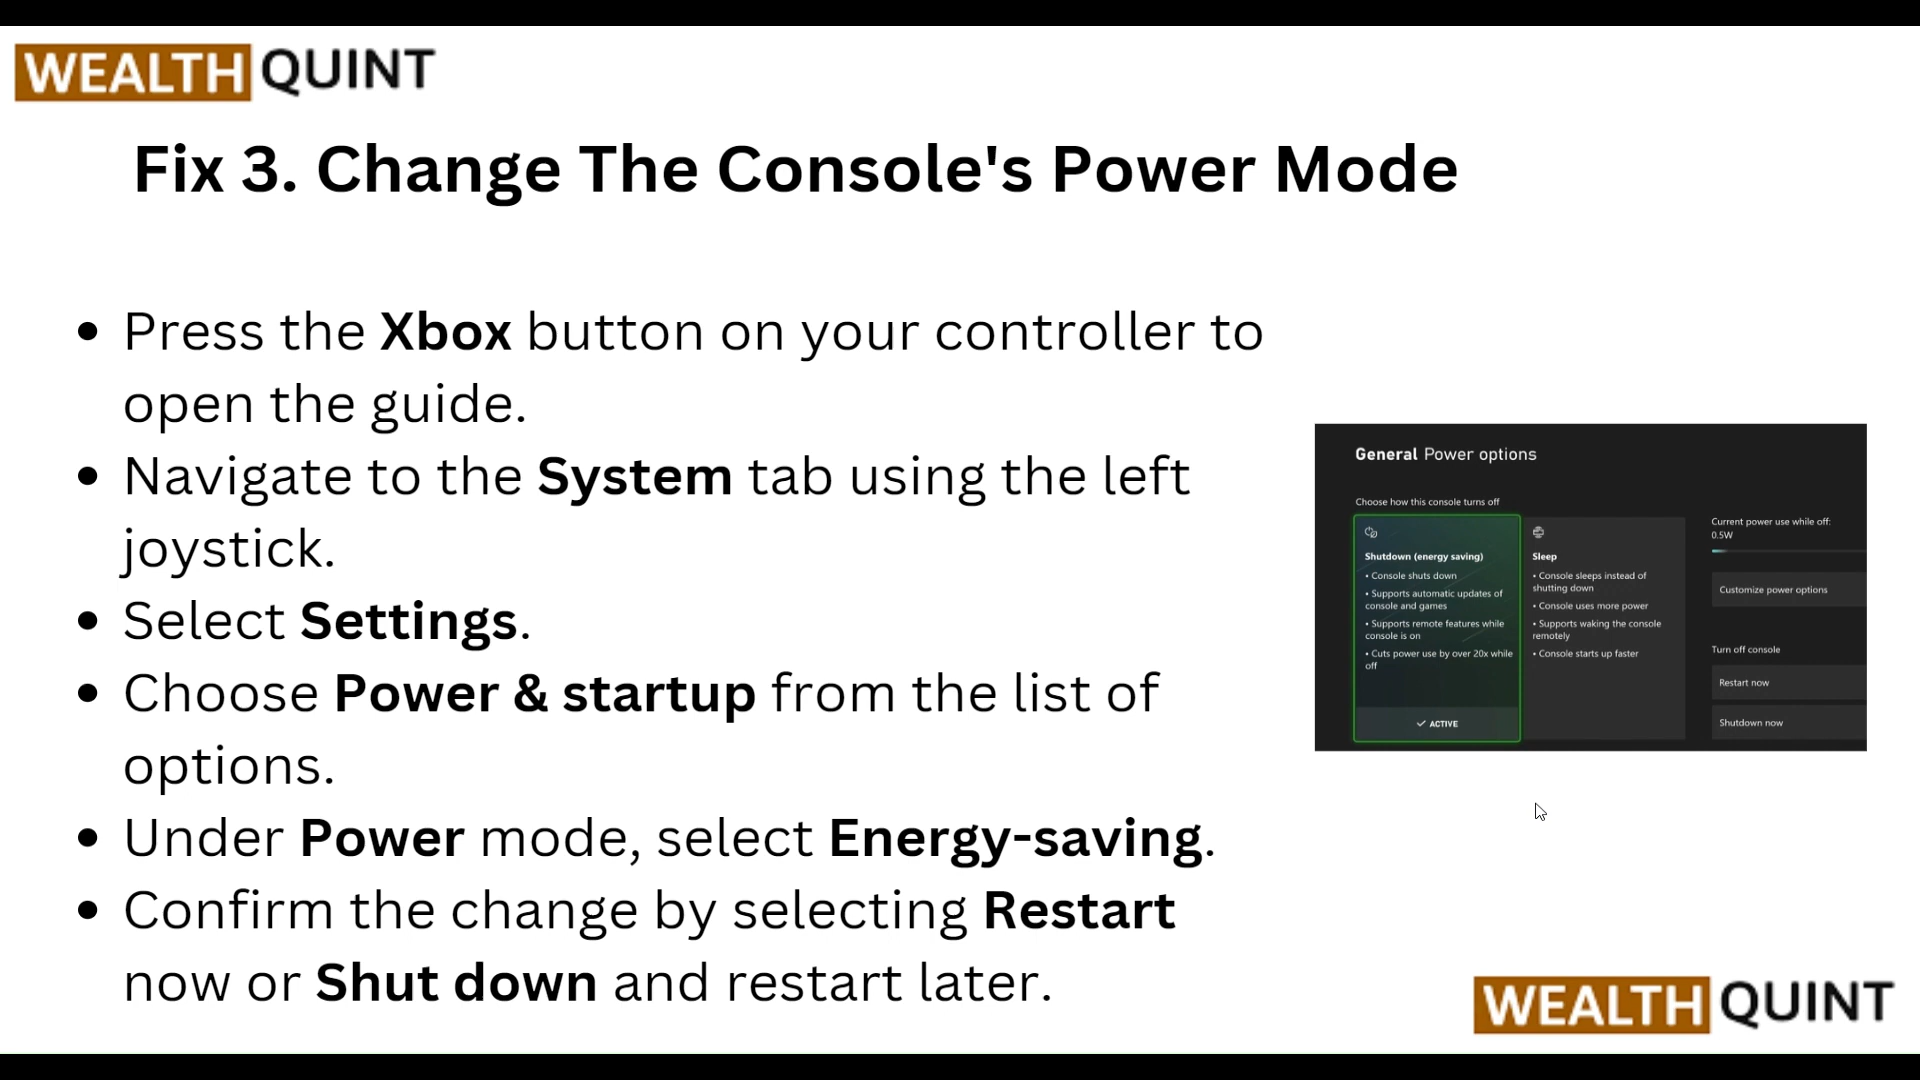 WEALTH QUINT
Fix 3. Change The Console's Power Mode
• Press the Xbox button on your controller to
open the guide.
• Navigate to the System tab using the left
joystick.
• Select Settings.
• Choose Power & startup from the list of
options.
• Under Power mode, select Energy-saving.
• Confirm the change by selecting Restart
now or Shut down and restart later.
General Power options
Choose how this console turns off
Shutdown (energy saving)
• Console shuts down
• Supports automatic updates of
console and games
• Supports remote features while
console is on
• Cuts power use by over 20x while
off
ACTIVE
Sleep
• Console sleeps instead of
shutting down
• Console uses more power
• Supports waking the console
remotely
• Console starts up faster
Current power use while off:
0.5W
Customize power options
Turn off console
Restart now
Shutdown now
WEALTH QUINT